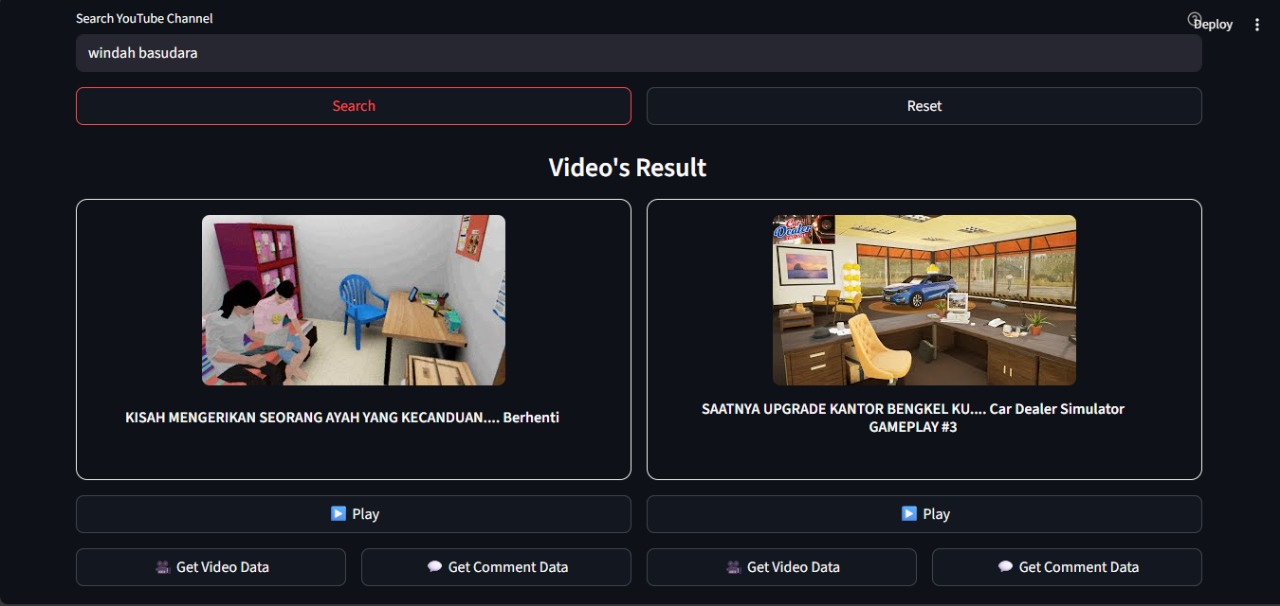 Search YouTube Channel
Deploy
windah basudara
Search
Reset
Video's Result
Car
Dealer
KISAH MENGERIKAN SEORANG AYAH YANG KECANDUAN.... Berhenti
SAATNYA UPGRADE KANTOR BENGKEL KU.... Car Dealer Simulator
GAMEPLAY #3
Play
Play
Get Video Data
Get Comment Data
Get Video Data
Get Comment Data